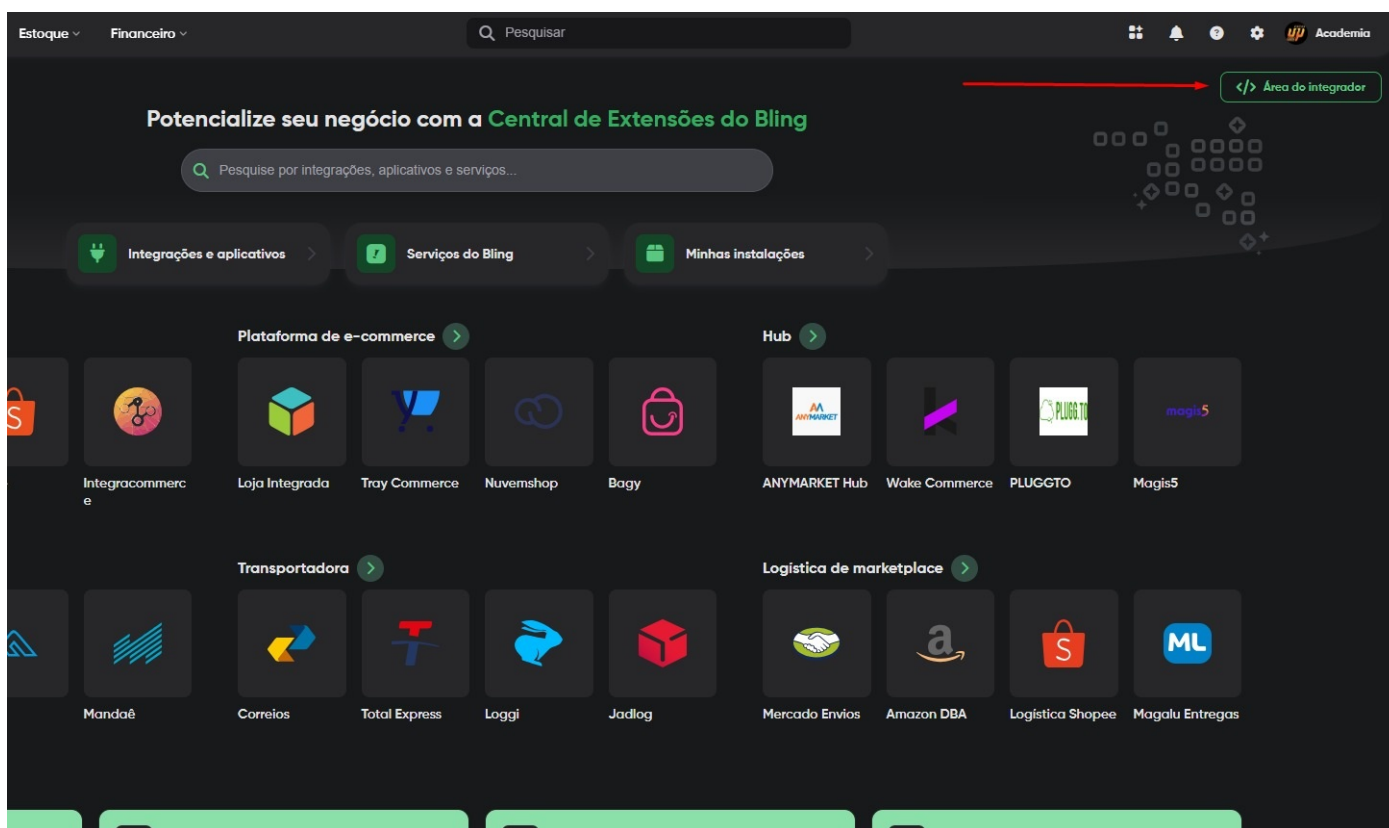 Estoque
Financeiro
Pesquisar
Academia
Área do integrador
Potencialize seu negócio com a Central de Extensões do Bling
Pesquise por integrações, aplicativos e serviços...
Integrações e aplicativos
Serviços do Bling
Minhas instalações
Plataforma de e-commerce
Hub
ANYMARKET
PLUGG.TO
magis5
Integracommerc
e
Loja Integrada
Tray Commerce
Nuvemshop
Bagy
ANYMARKET Hub
Wake Commerce
PLUGGTO
Magis5
Transportadora
Logística de marketplace
a
S
ML
Mandaê
Correios
Total Express
Loggi
Jadlog
Mercado Envios
Amazon DBA
Logística Shopee
Magalu Entregas